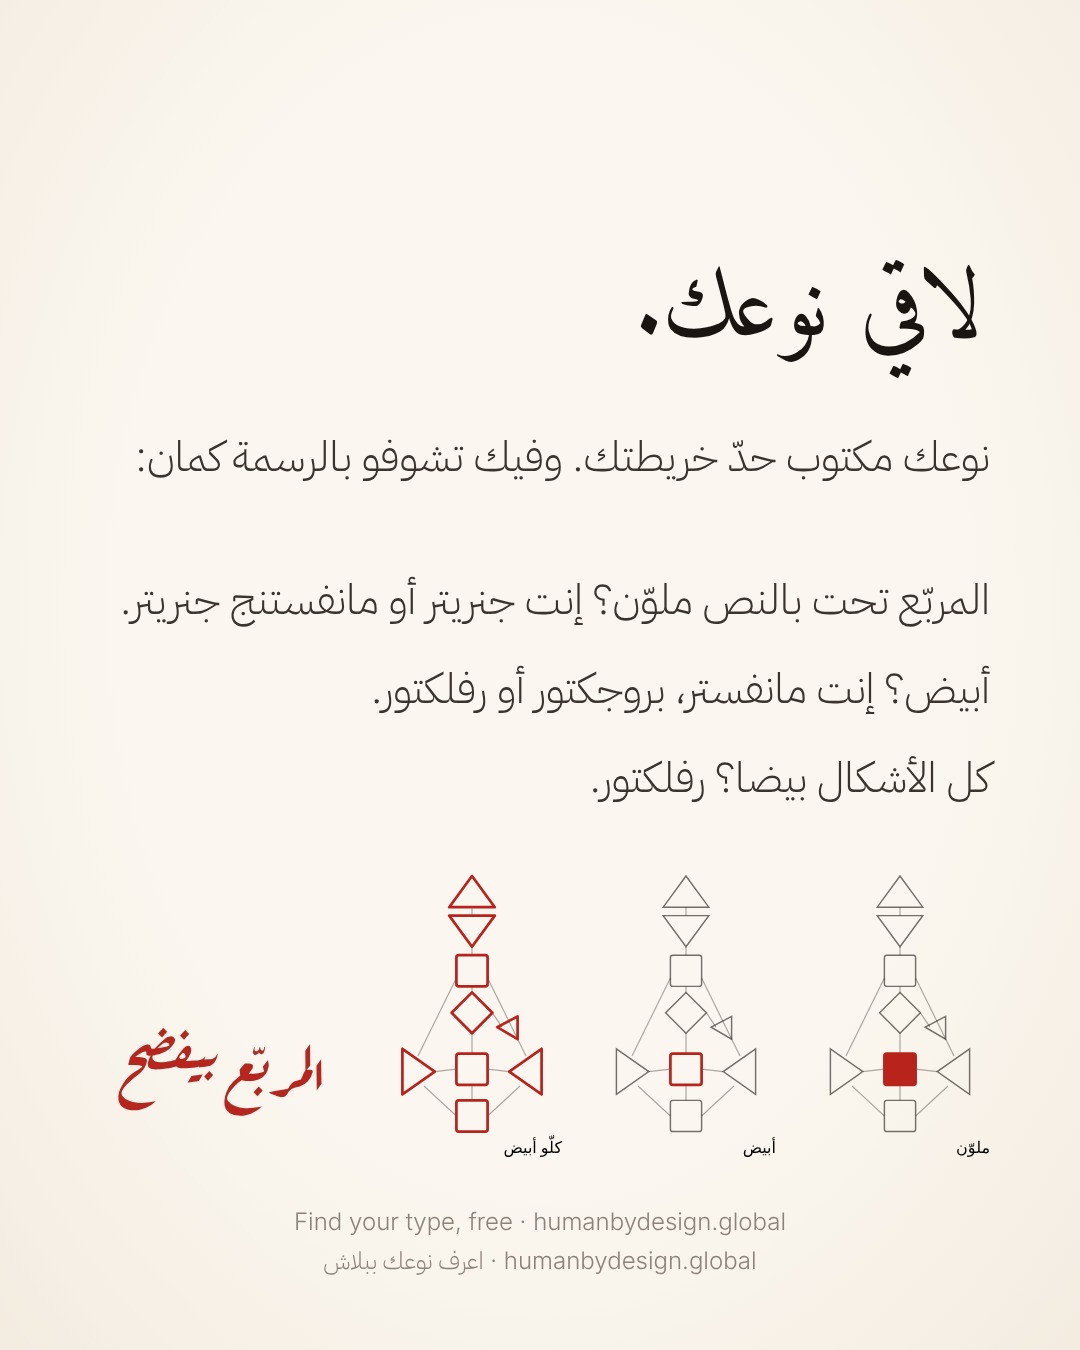 لاقي نوعك.
نوعك مكتوب حدّ خريطتك. وفيك تشوفو بالرسمة كمان:
المربّع تحت بالنص ملوّن؟ إنت جنريتر أو مانفستنج جنريتر.
أبيض؟ إنت مانفستر، بروجكتور أو رفلكتور.
كل الأشكال بيضا؟ رفلكتور.
ملوّن
أبيض
كلّو أبيض
المربّع بيفضح
Find your type, free · humanbydesign.global
اعرف نوعك ببلاش · humanbydesign.global